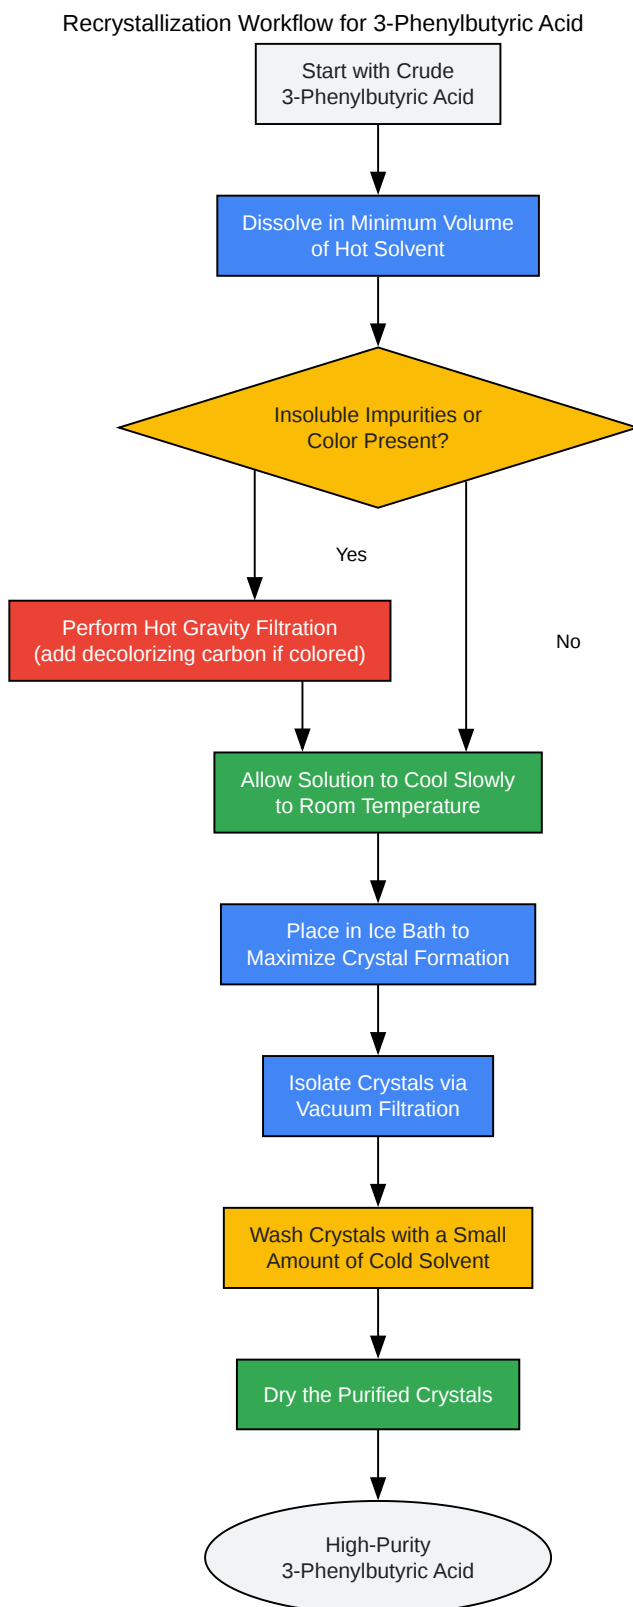 Recrystallization Workflow for 3-Phenylbutyric Acid
Start with Crude
3-Phenylbutyric Acid
Dissolve in Minimum Volume
of Hot Solvent
Insoluble Impurities or
Color Present?
Yes
Perform Hot Gravity Filtration
(add decolorizing carbon if colored)
No
Allow Solution to Cool Slowly
to Room Temperature
Place in Ice Bath to
Maximize Crystal Formation
Isolate Crystals via
Vacuum Filtration
Wash Crystals with a Small
Amount of Cold Solvent
Dry the Purified Crystals
High-Purity
3-Phenylbutyric Acid